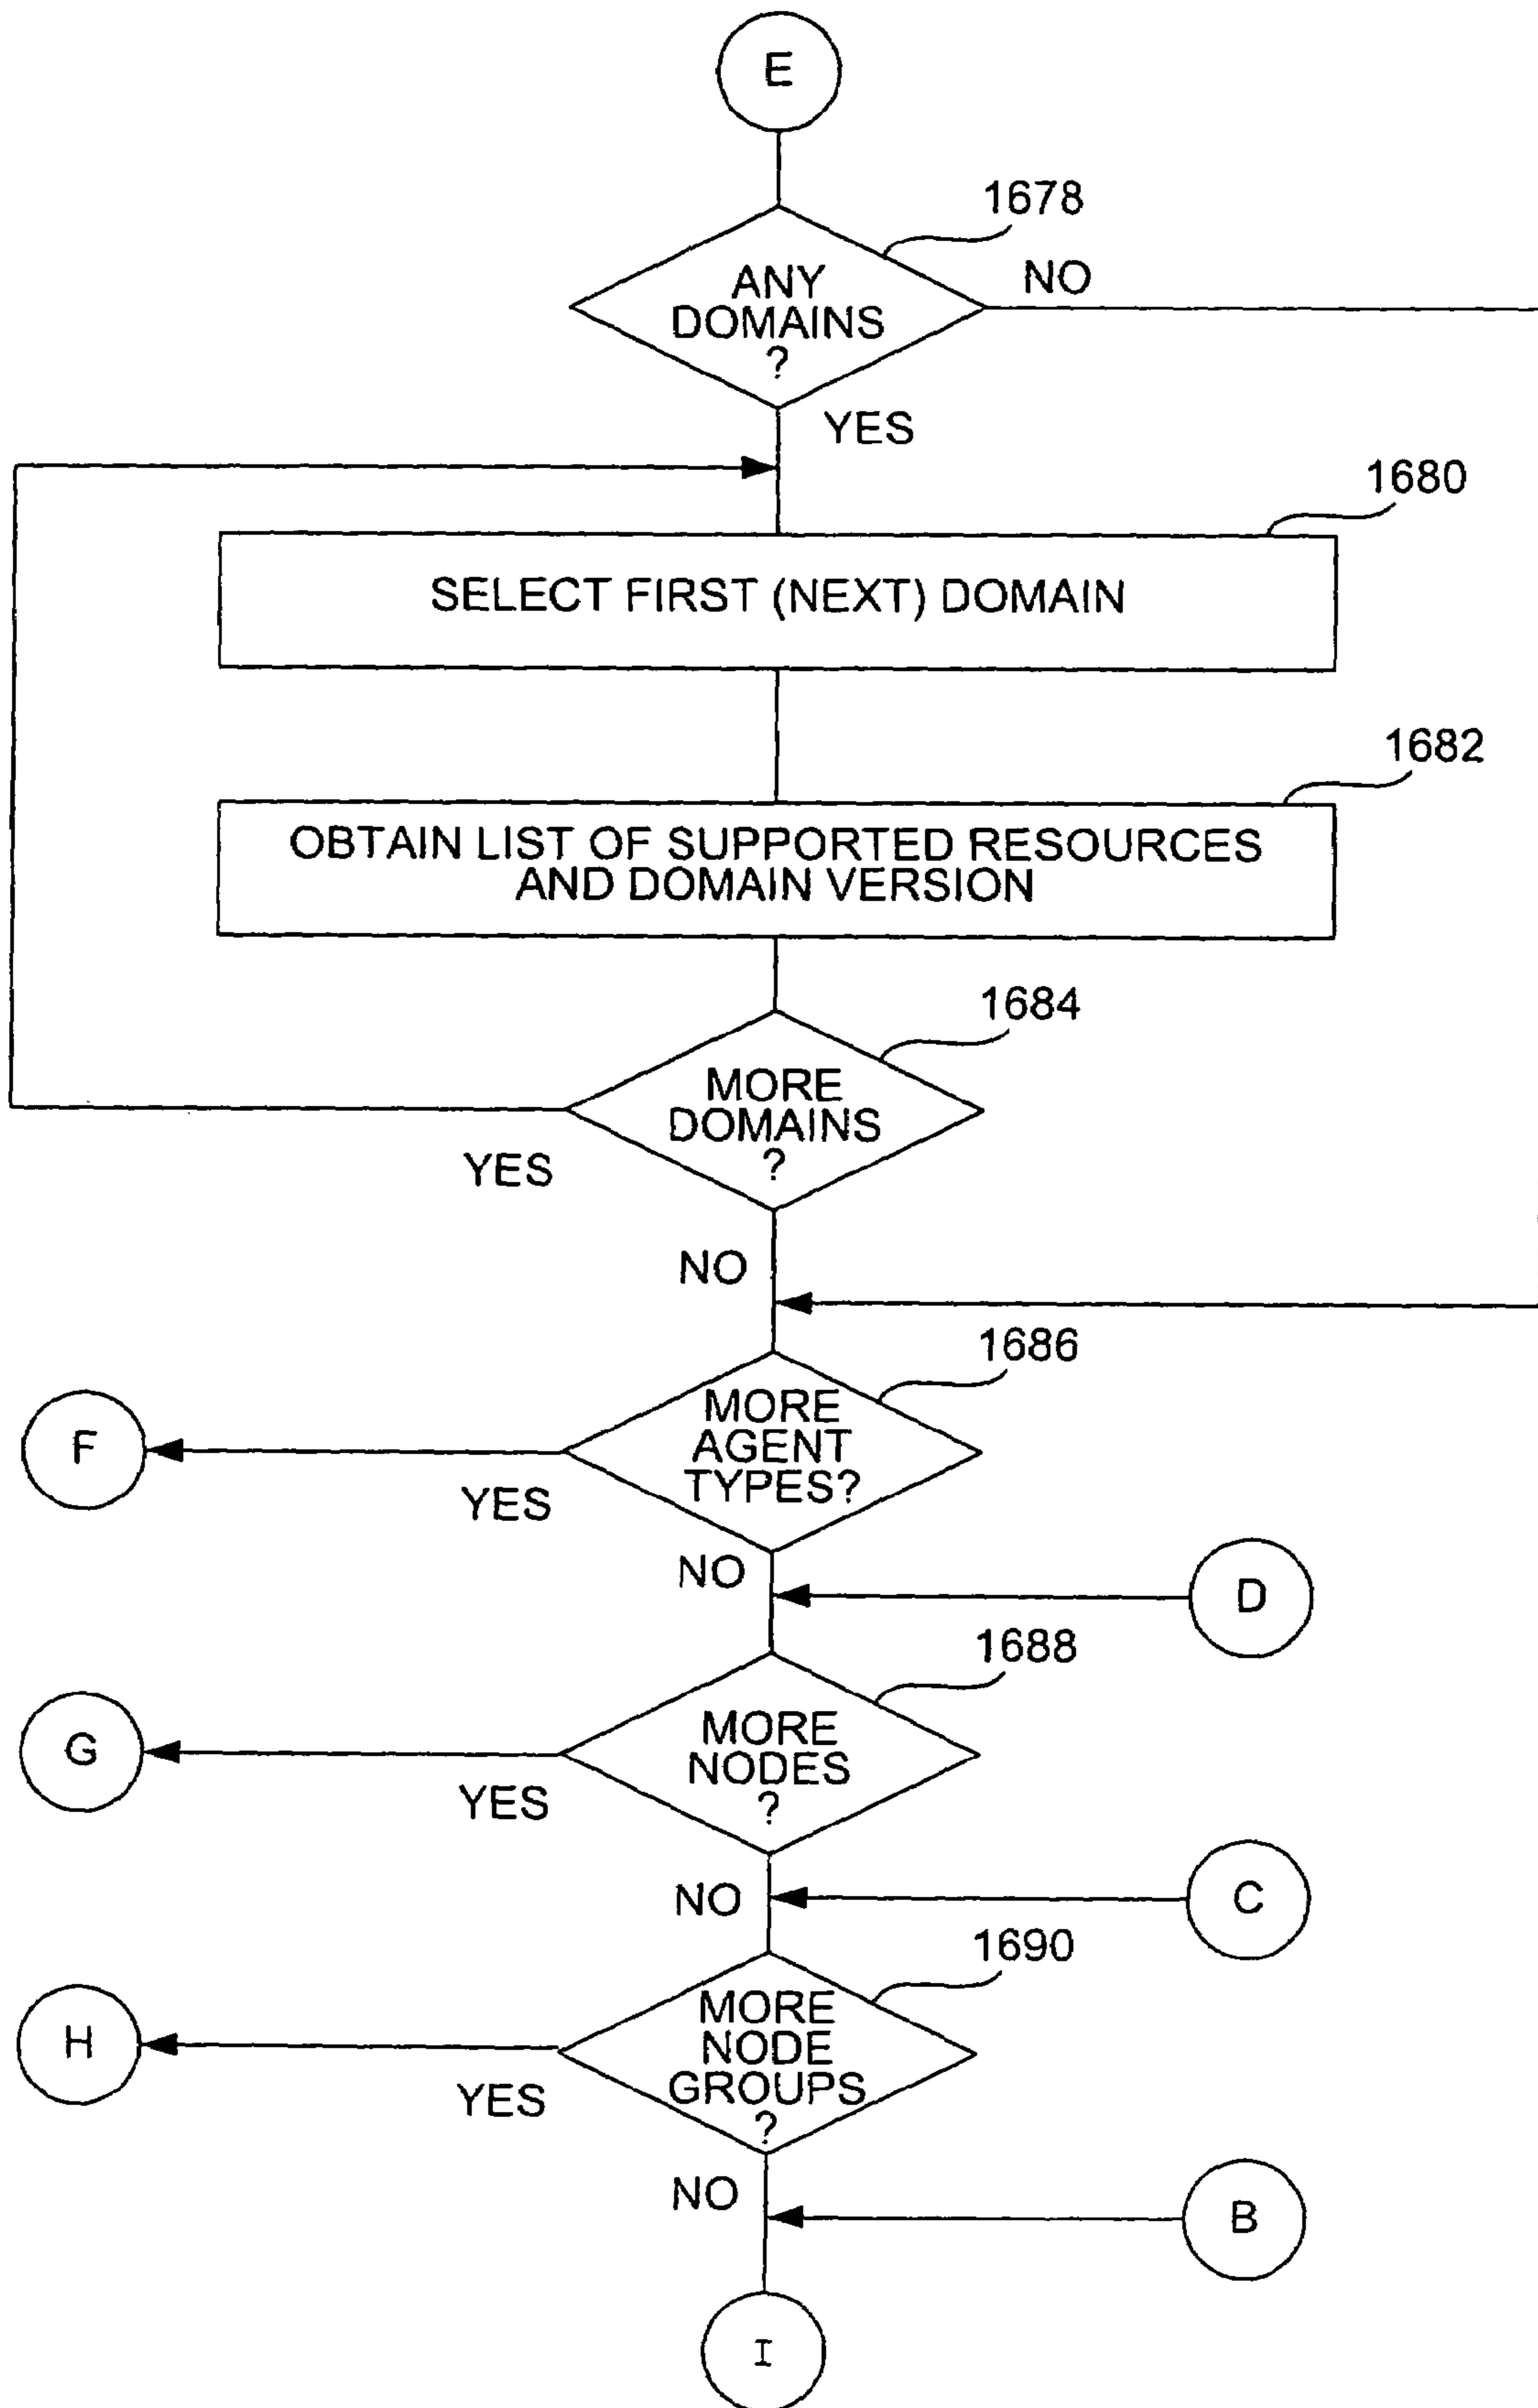 E
1678
ANY
DOMAINS
?
NO
YES
1680
SELECT FIRST (NEXT) DOMAIN
1682
OBTAIN LIST OF SUPPORTED RESOURCES
AND DOMAIN VERSION
1684
MORE
DOMAINS
?
YES
NO
1686
MORE
AGENT
TYPES?
F
YES
NO
D
1688
MORE
NODES
?
G
YES
NO
C
1690
MORE
NODE
GROUPS
?
H
YES
NO
B
I